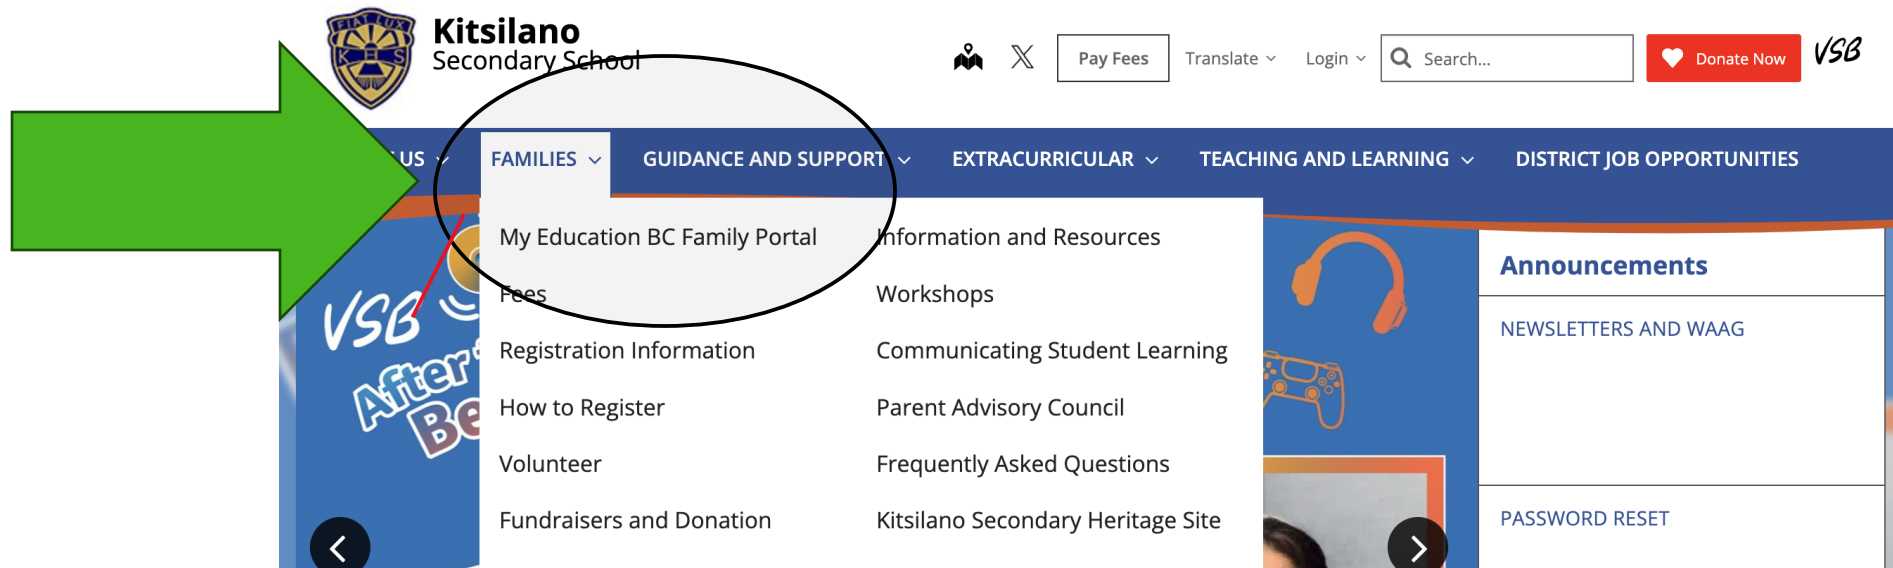 FIAT LUX
K H S
Kitsilano
Secondary School
Pay Fees
Translate
Login
Search...
Donate Now
VSB
US
FAMILIES
GUIDANCE AND SUPPORT
EXTRACURRICULAR
TEACHING AND LEARNING
DISTRICT JOB OPPORTUNITIES
My Education BC Family Portal
Information and Resources
Fees
Workshops
Registration Information
Communicating Student Learning
How to Register
Parent Advisory Council
Volunteer
Frequently Asked Questions
Fundraisers and Donation
Kitsilano Secondary Heritage Site
VSB
After
Be
Announcements
NEWSLETTERS AND WAAG
PASSWORD RESET